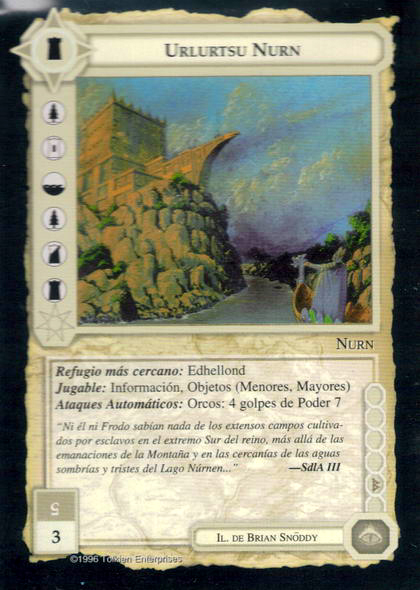 URLURTSU NURN
NURN
Refugio más cercano: Edhellond
Jugable: Información, Objetos (Menores, Mayores)
Ataques Automáticos: Orcos: 4 golpes de Poder 7
“Ni él ni Frodo sabían nada de los extensos campos cultiva-
dos por esclavos en el extremo Sur del reino, más allá de las
emanaciones de la Montaña y en las cercanías de las aguas
sombrías y tristes del Lago Núrnen...” —SdlA III
5
3
IL. DE BRIAN SNÖDDY
©1996 Tolkien Enterprises